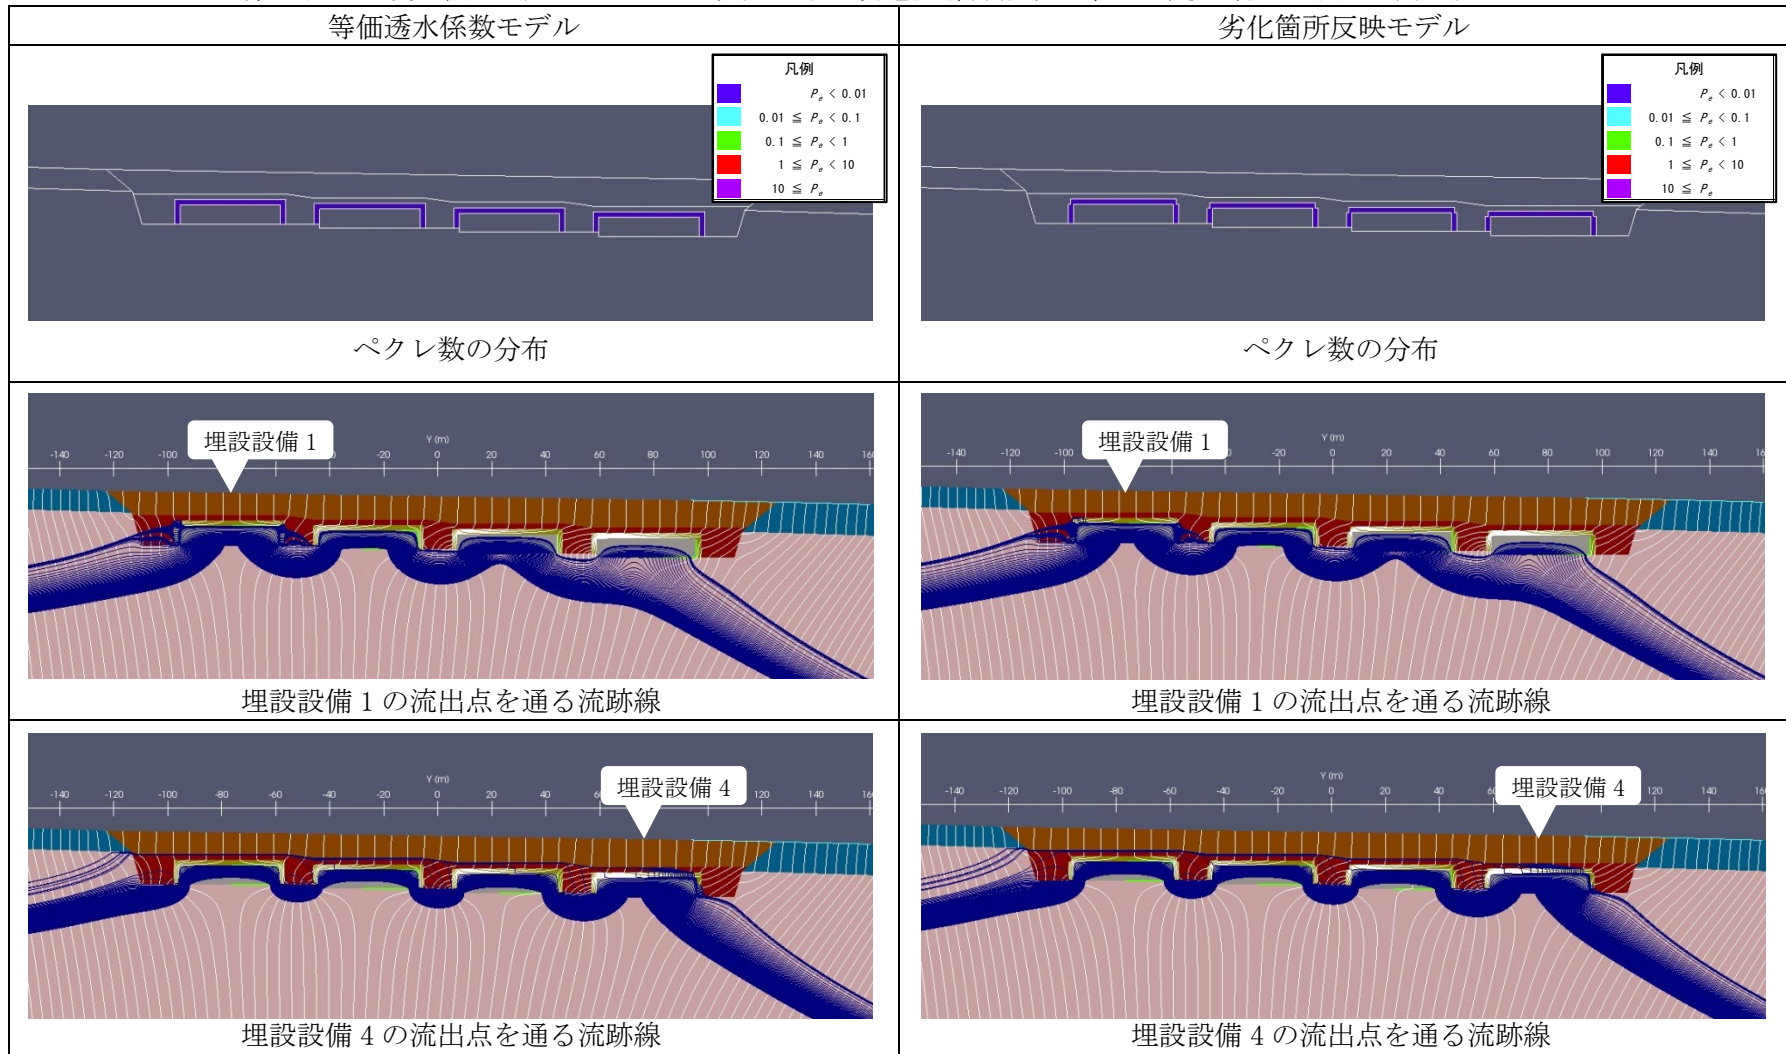 等価透水係数モデル
劣化箇所反映モデル
凡例
Pe < 0.01
0.01 ≦ Pe < 0.1
0.1 ≦ Pe < 1
1 ≦ Pe < 10
10 ≦ Pe
凡例
Pe < 0.01
0.01 ≦ Pe < 0.1
0.1 ≦ Pe < 1
1 ≦ Pe < 10
10 ≦ Pe
ペクレ数の分布
ペクレ数の分布
埋設設備 1
Y (m)
-140 -120 -100 -60 -40 -20 0 20 40 60 80 100 120 140 160
埋設設備 1
Y (m)
-140 -120 -100 -60 -40 -20 0 20 40 60 80 100 120 140
埋設設備 1 の流出点を通る流跡線
埋設設備 1 の流出点を通る流跡線
埋設設備 4
Y (m)
-140 -120 -100 -80 -60 -40 -20 0 20 40 120 140 160
埋設設備 4
Y (m)
-140 -120 -100 -80 -60 -40 -20 0 20 40 120 140
埋設設備 4 の流出点を通る流跡線
埋設設備 4 の流出点を通る流跡線